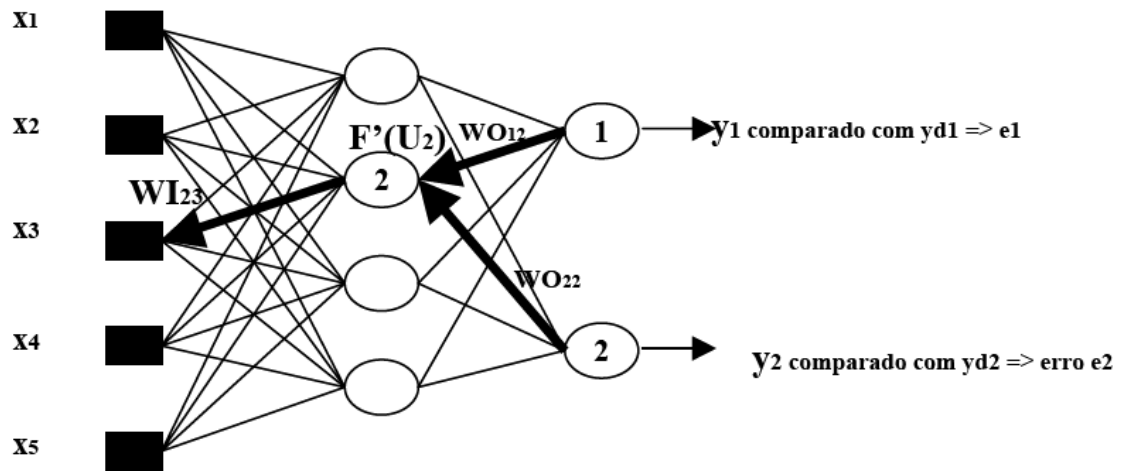 x1
x2
F'(U2)
WO12
1
y1 comparado com yd1 => e1
2
WI23
x3
WO22
x4
2
y2 comparado com yd2 => erro e2
x5